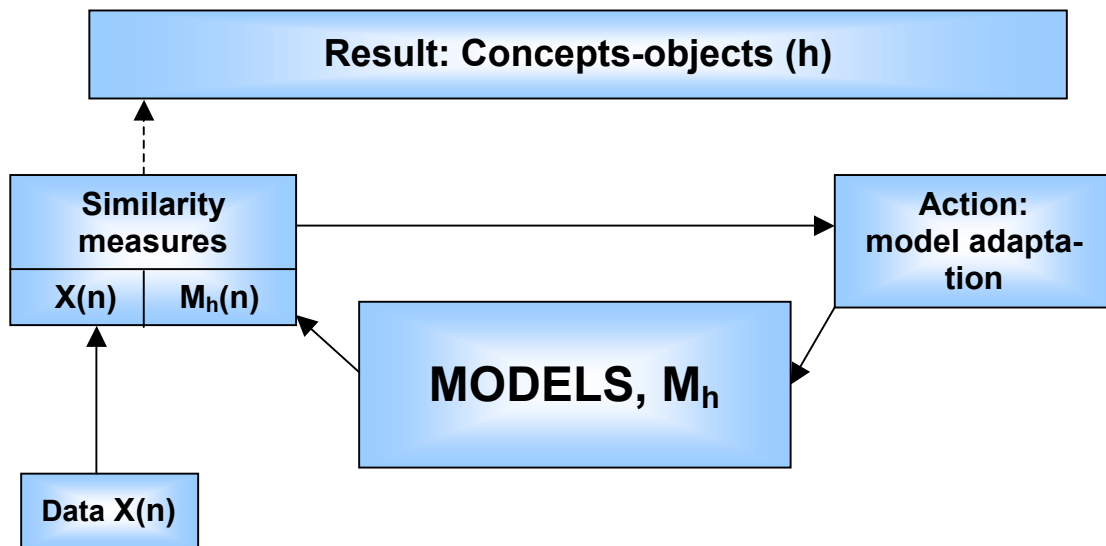 Result: Concepts-objects (h)
Similarity
measures
X(n)
Mₕ(n)
Action:
model adapta-
tion
MODELS, Mₕ
Data X(n)